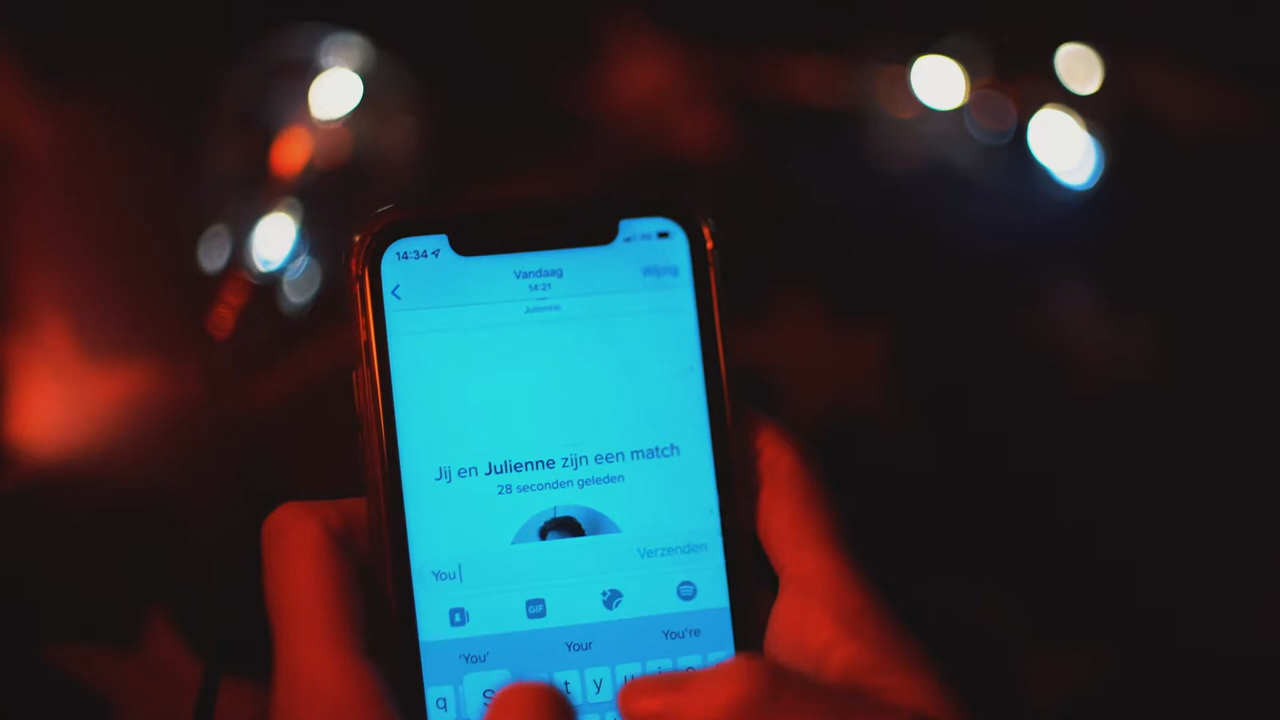 14:34
Vandaag
Wijzig
14:21
Julienne
Jij en Julienne zijn een match
28 seconden geleden
Verzenden
You
GIF
'You' Your You're
q t y u